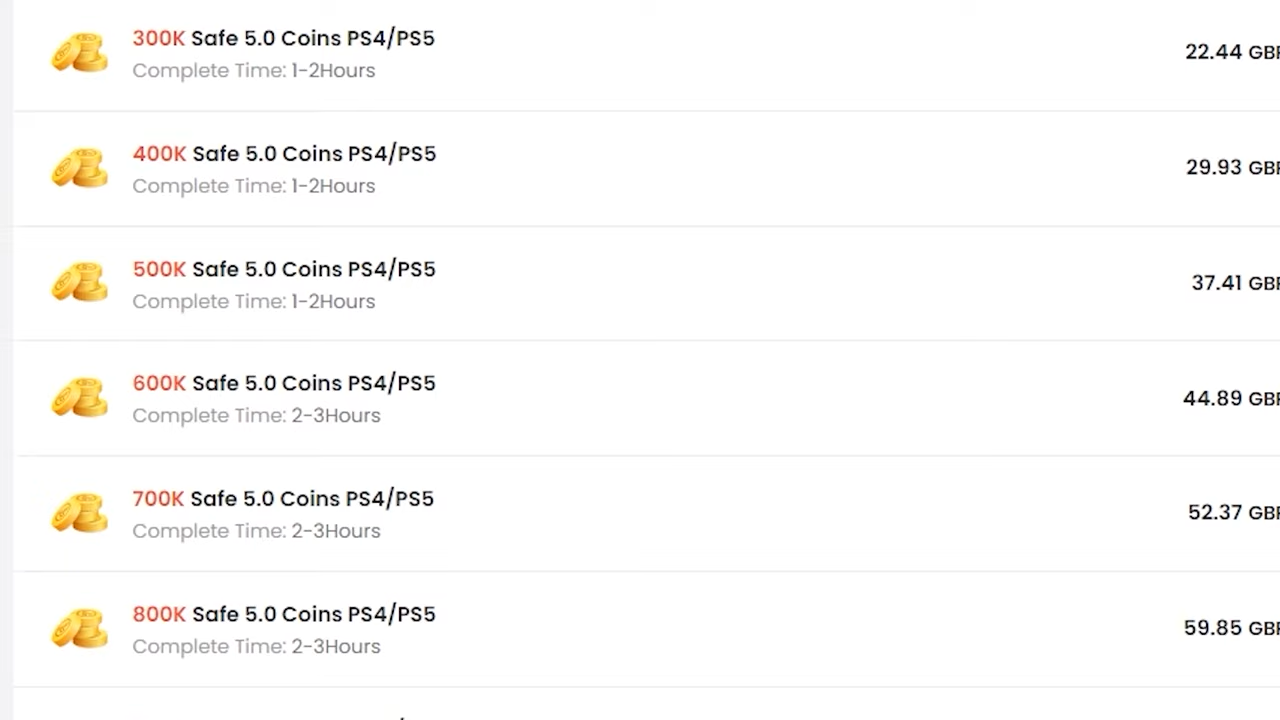 300K Safe 5.0 Coins PS4/PS5
Complete Time: 1-2Hours
22.44 GBP
400K Safe 5.0 Coins PS4/PS5
Complete Time: 1-2Hours
29.93 GBP
500K Safe 5.0 Coins PS4/PS5
Complete Time: 1-2Hours
37.41 GBP
600K Safe 5.0 Coins PS4/PS5
Complete Time: 2-3Hours
44.89 GBP
700K Safe 5.0 Coins PS4/PS5
Complete Time: 2-3Hours
52.37 GBP
800K Safe 5.0 Coins PS4/PS5
Complete Time: 2-3Hours
59.85 GBP